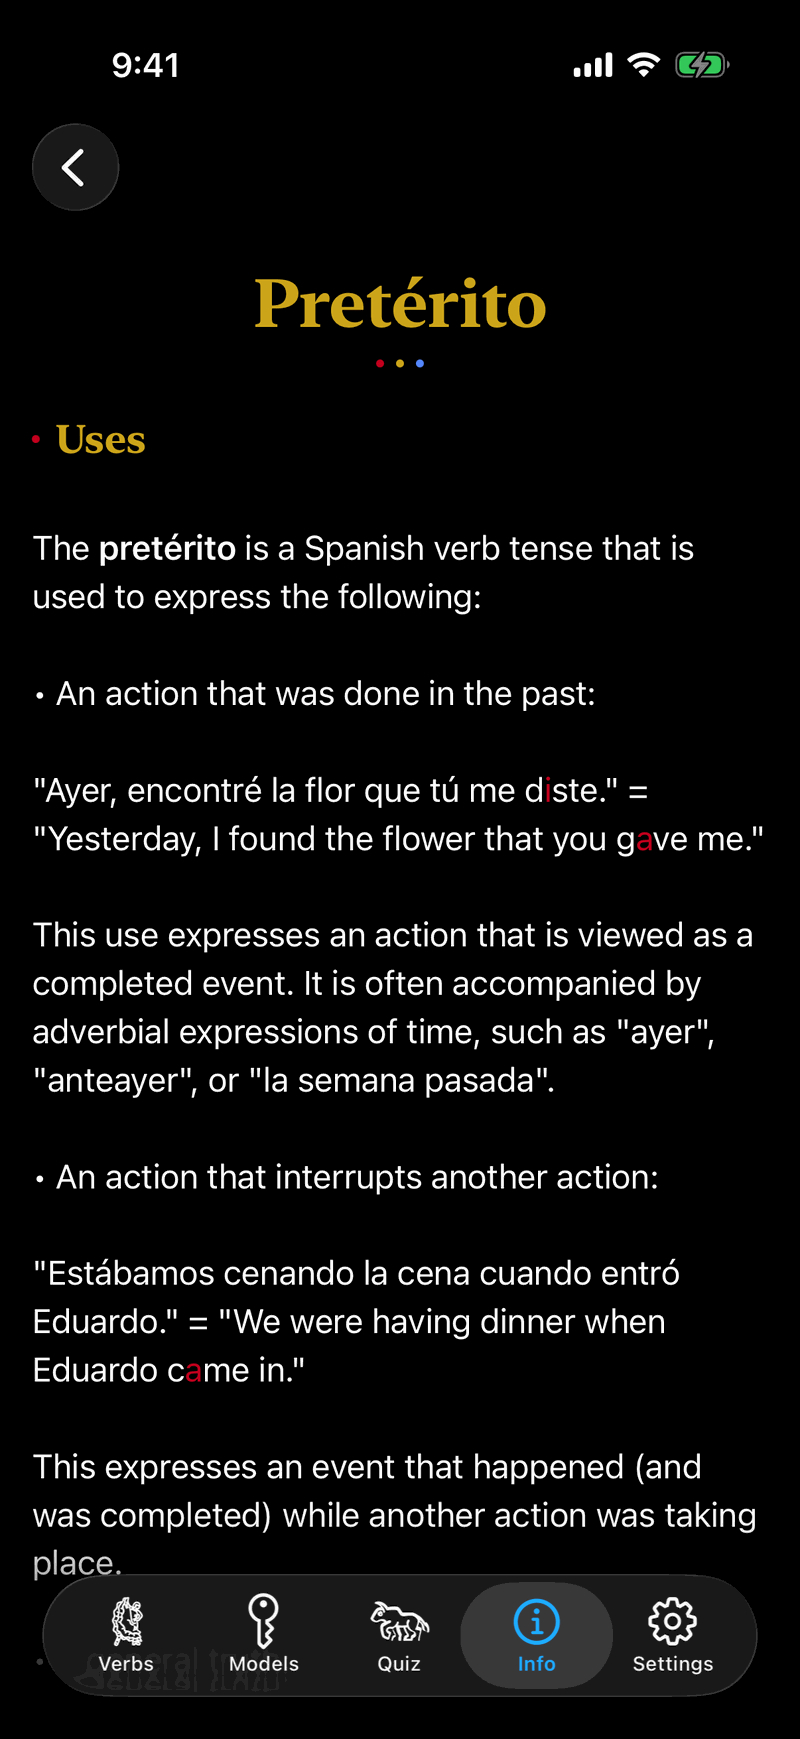 9:41
Pretérito
• Uses
The pretérito is a Spanish verb tense that is
used to express the following:
• An action that was done in the past:
"Ayer, encontré la flor que tú me diste." =
"Yesterday, I found the flower that you gave me."
This use expresses an action that is viewed as a
completed event. It is often accompanied by
adverbial expressions of time, such as "ayer",
"anteayer", or "la semana pasada".
• An action that interrupts another action:
"Estábamos cenando la cena cuando entró
Eduardo." = "We were having dinner when
Eduardo came in."
This expresses an event that happened (and
was completed) while another action was taking
place.
Verbs Models Quiz Info Settings